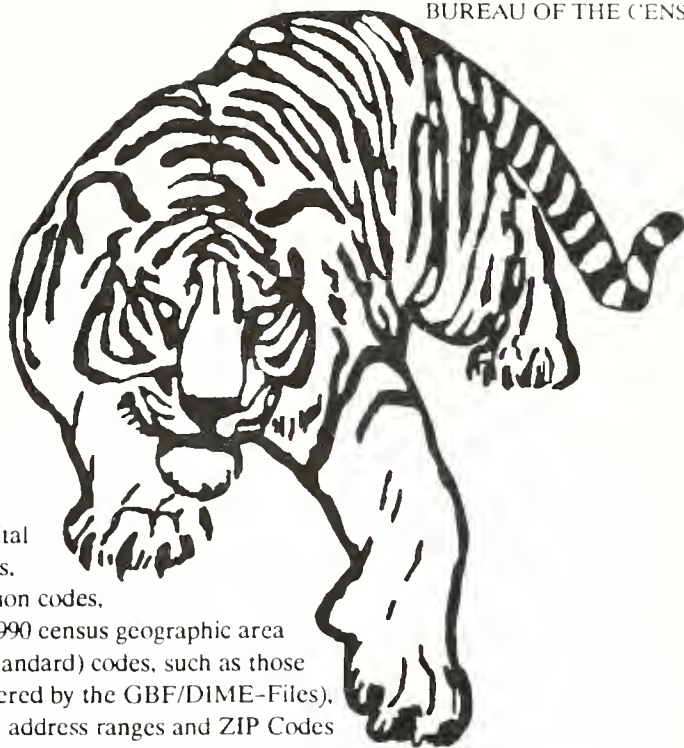 BUREAU OF THE CENS
tal
s,
on codes,
990 census geographic area
andard) codes, such as those
ered by the GBF/DIME-Files),
address ranges and ZIP Codes